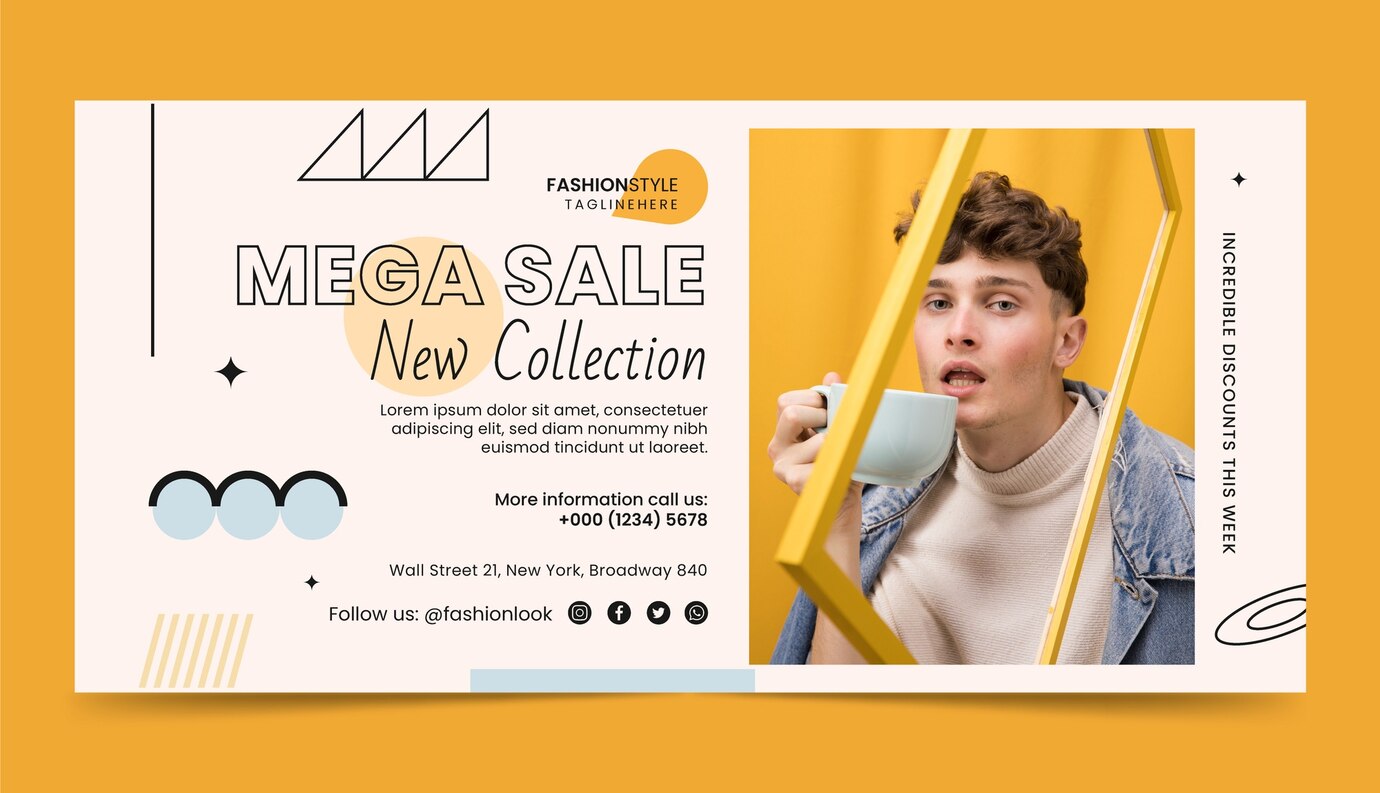 FASHIONSTYLE
TAGLINEHERE
MEGA SALE
New Collection
Lorem ipsum dolor sit amet, consectetuer
adipiscing elit, sed diam nonummy nibh
euismod tincidunt ut laoreet.
More information call us:
+000 (1234) 5678
Wall Street 21, New York, Broadway 840
Follow us: @fashionlook
INCREDIBLE DISCOUNTS THIS WEEK